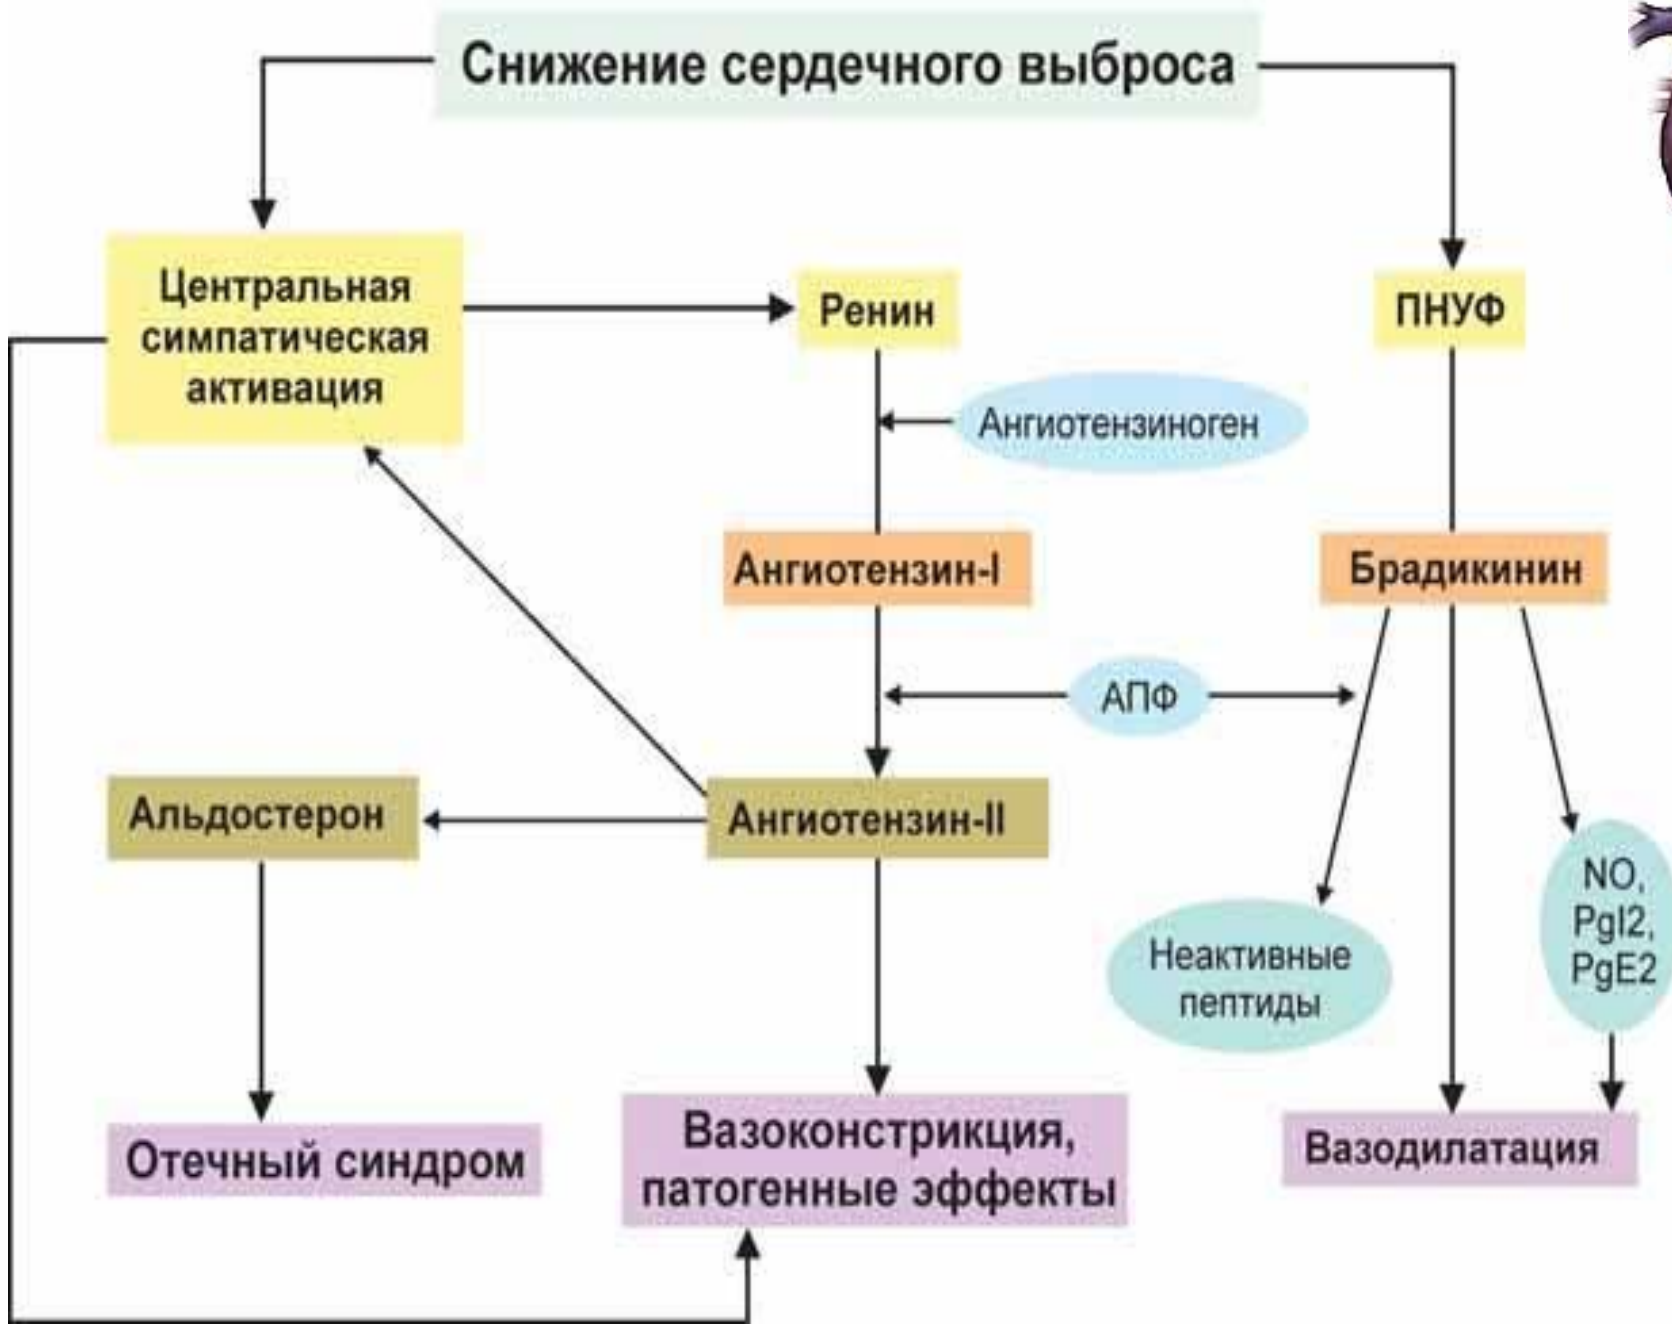 Снижение сердечного выброса
Центральная
симпатическая
активация
Ренин
ПНУФ
Ангиотензиноген
Ангиотензин-I
Брадикинин
АПФ
Альдостерон
Ангиотензин-II
NO,
PgI2,
PgE2
Неактивные
пептиды
Отечный синдром
Вазоконстрикция,
патогенные эффекты
Вазодилатация